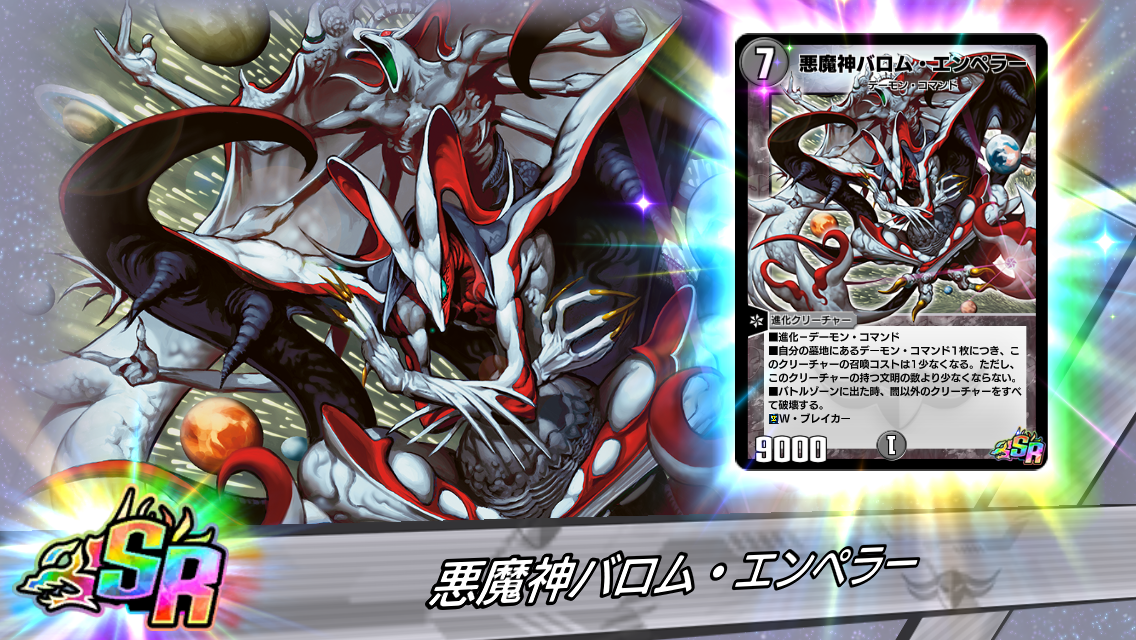 7
悪魔神バロム・エンペラー
デーモン・コマンド
進化クリーチャー
■進化－デーモン・コマンド
■自分の墓地にあるデーモン・コマンド1枚につき、こ
のクリーチャーの召喚コストは1少なくなる。ただし、
このクリーチャーの持つ文明の数より少なくならない。
■バトルゾーンに出た時、闇以外のクリーチャーをすべ
て破壊する。
W・ブレイカー
9000
1
SR
SR
悪魔神バロム・エンペラー